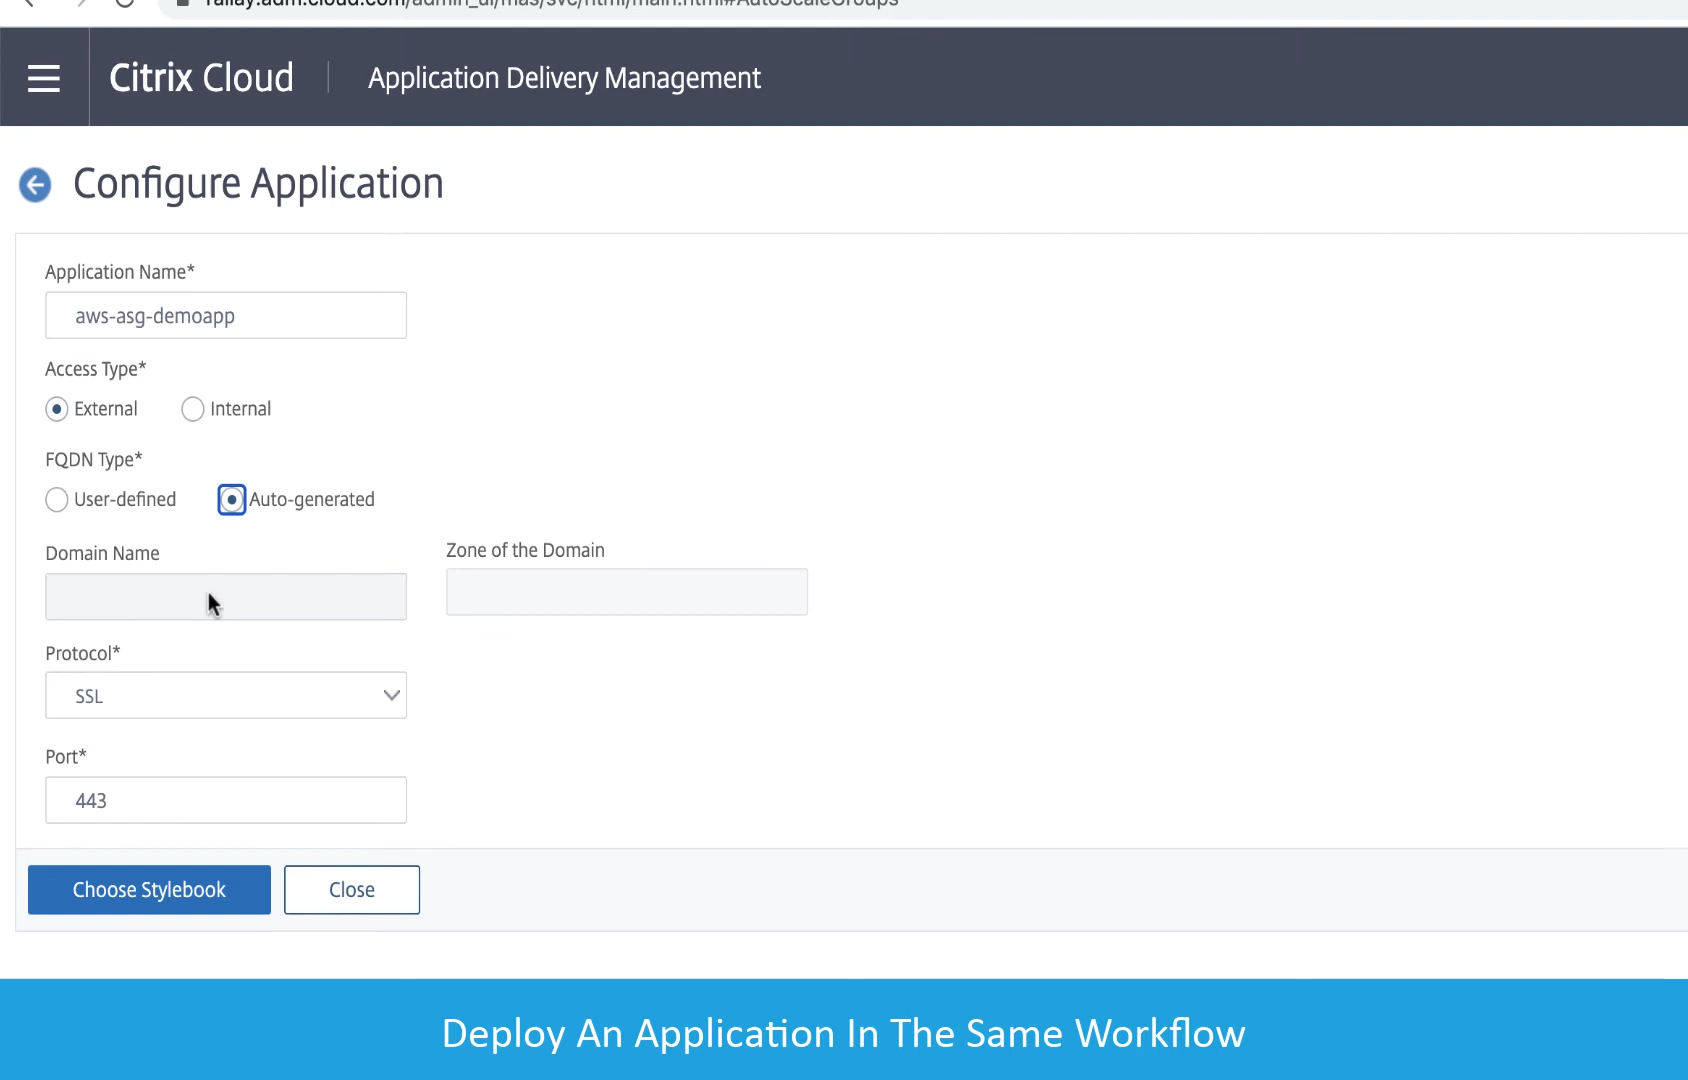 Citrix Cloud
Application Delivery Management
Configure Application
Application Name*
aws-asg-demoapp
Access Type*
External Internal
FQDN Type*
User-defined Auto-generated
Domain Name Zone of the Domain
Protocol*
SSL
Port*
443
Choose Stylebook Close
Deploy An Application In The Same Workflow